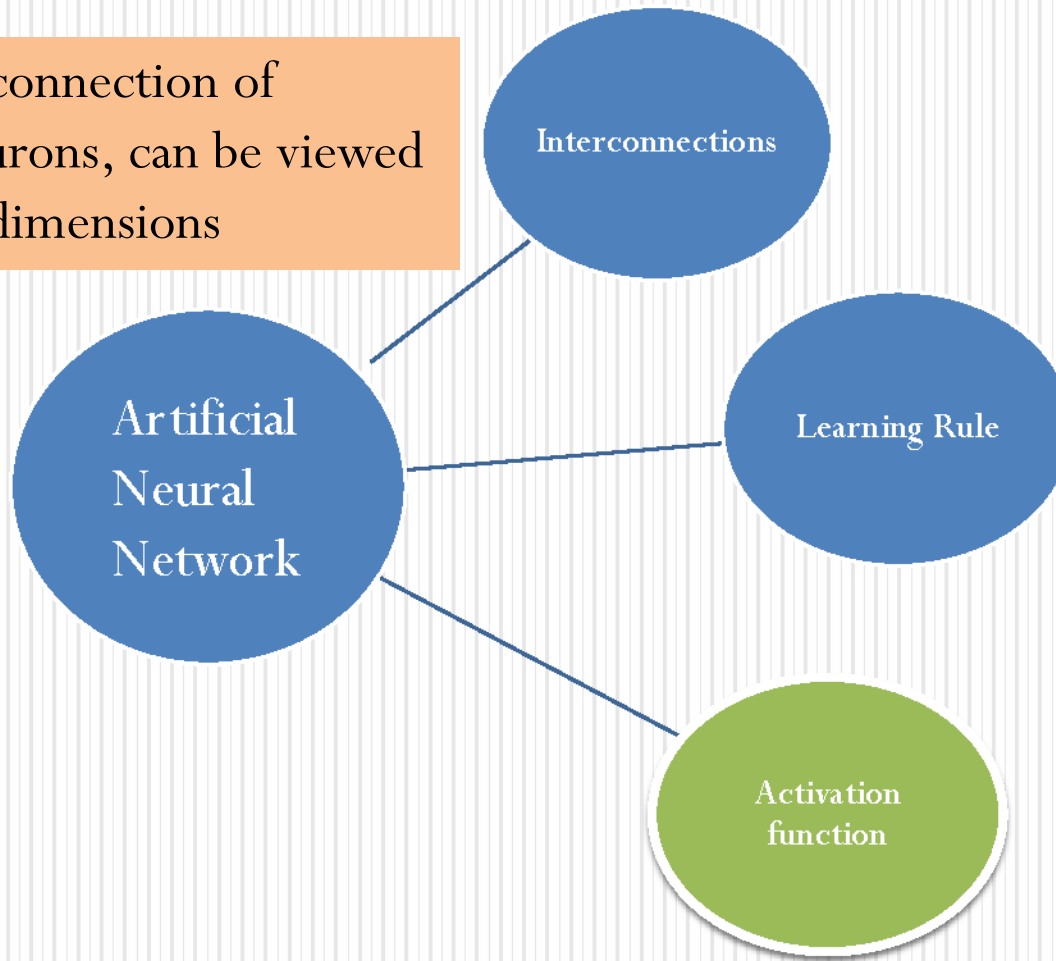 connection of
urons, can be viewed
dimensions
Interconnections
Learning Rule
Artificial
Neural
Network
Activation
function